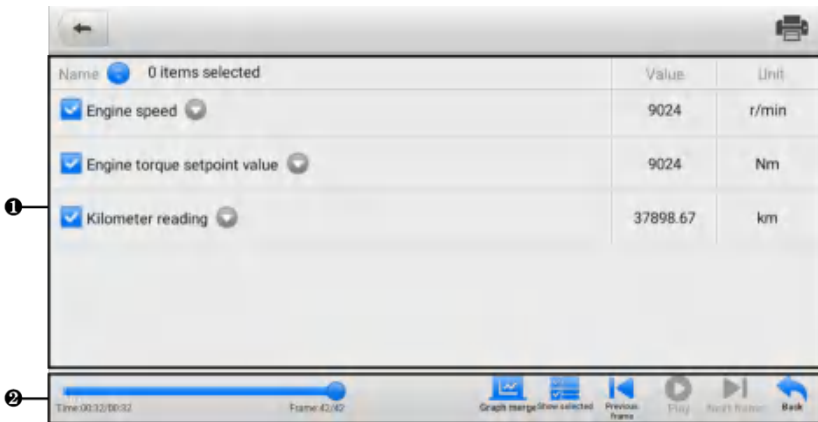 Name 0 items selected Value Unit
Engine speed 9024 r/min
Engine torque setpoint value 9024 Nm
❶
Kilometer reading 37898.67 km
❷
Time:00:32/00:32 Frame:42/42 Graph merge Show selected Previous frame Play Next frame Back